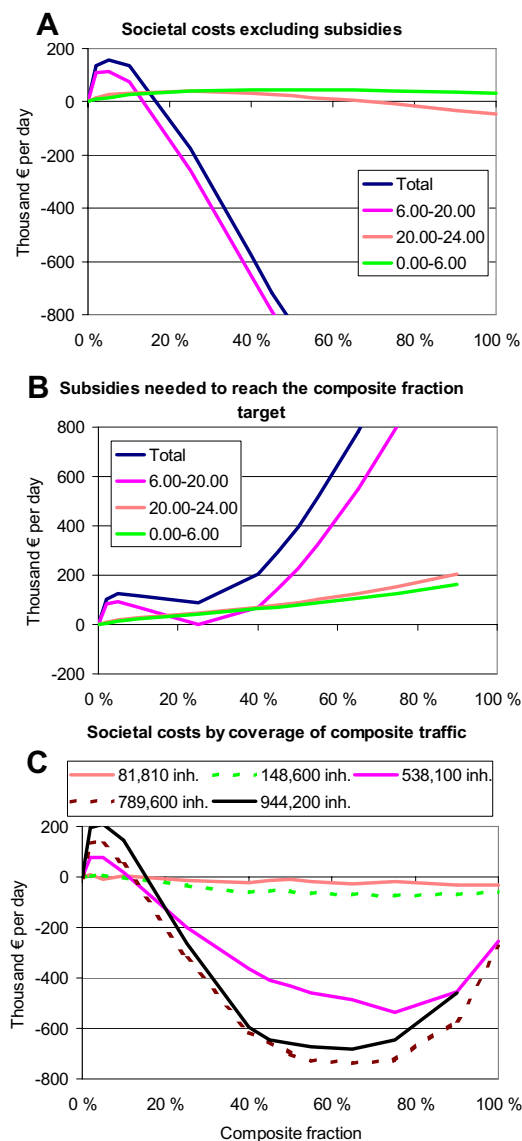 A
Societal costs excluding subsidies
Thousand € per day
200
0
-200
-400
-600
-800
Total
6.00-20.00
20.00-24.00
0.00-6.00
0 %
20 %
40 %
60 %
80 %
100 %
B
Subsidies needed to reach the composite fraction
target
Thousand € per day
800
600
400
200
0
-200
Total
6.00-20.00
20.00-24.00
0.00-6.00
0 %
20 %
40 %
60 %
80 %
100 %
Societal costs by coverage of composite traffic
C
81,810 inh.
148,600 inh.
538,100 inh.
789,600 inh.
944,200 inh.
Thousand € per day
200
0
-200
-400
-600
-800
0 %
20 %
40 %
60 %
80 %
100 %
Composite fraction